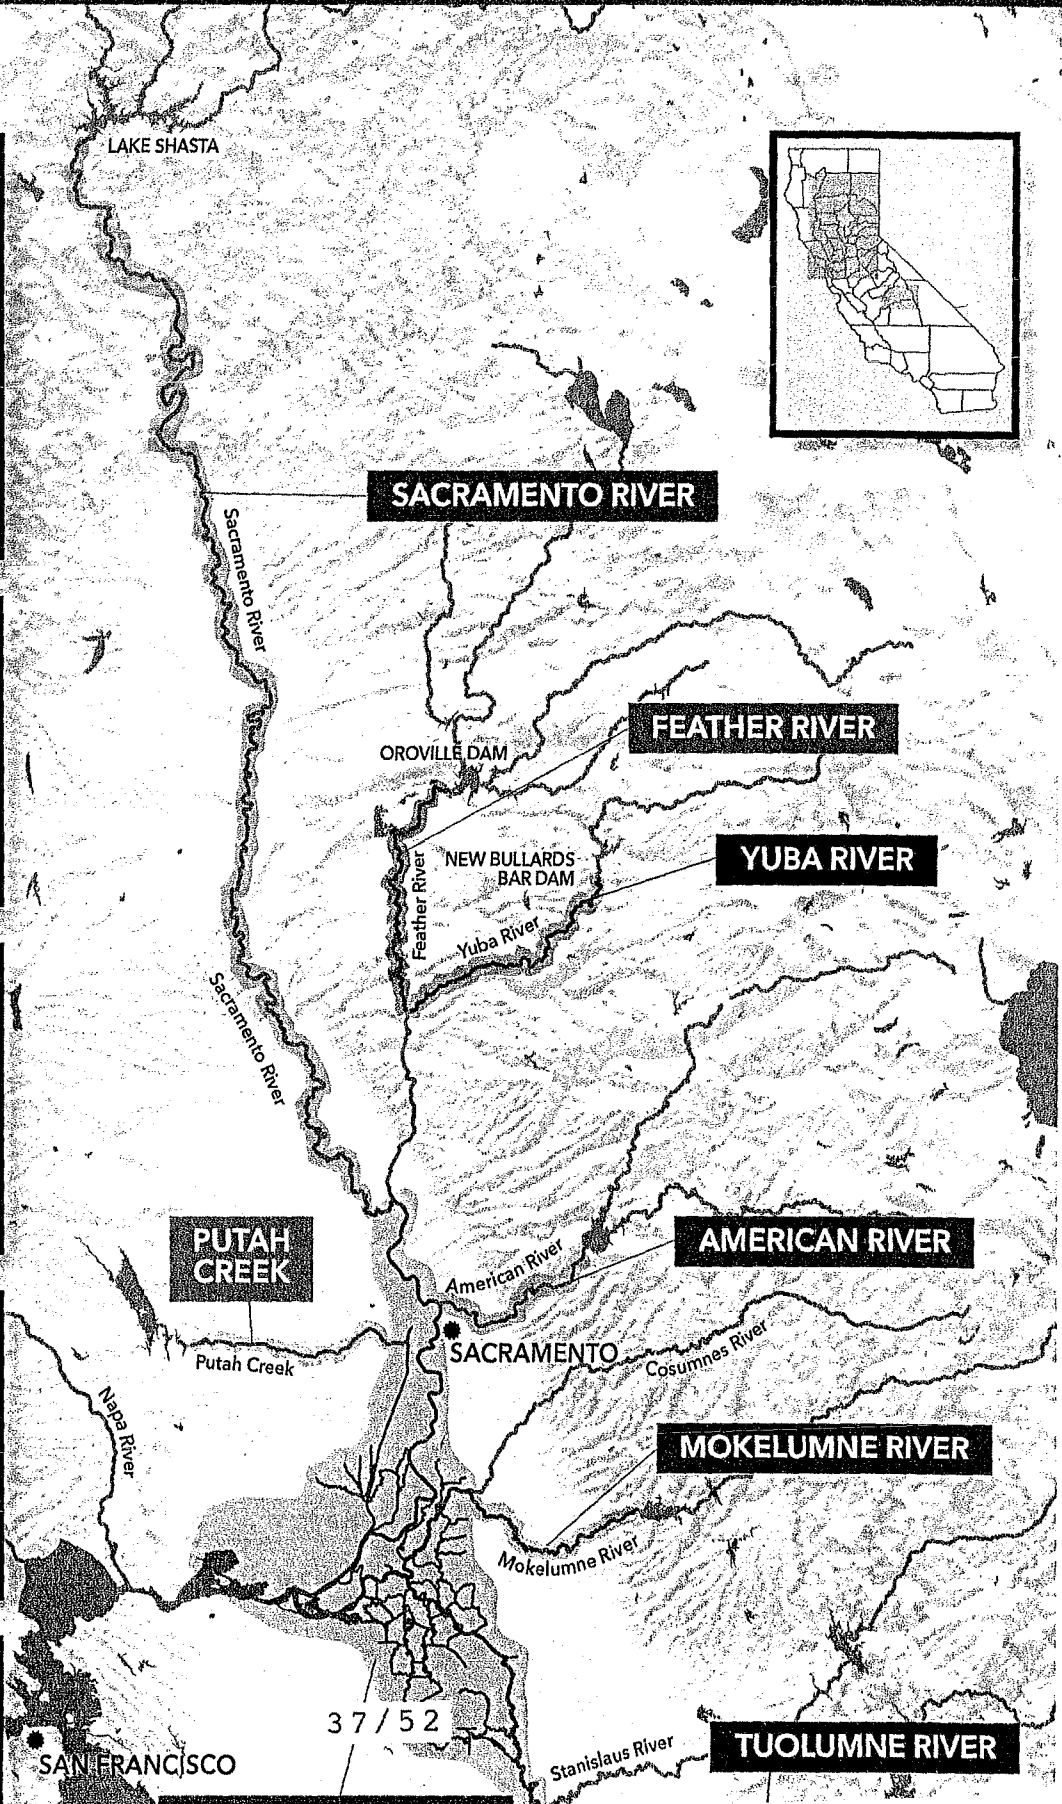 LAKE SHASTA
SACRAMENTO RIVER
Sacramento River
FEATHER RIVER
OROVILLE DAM
YUBA RIVER
NEW BULLARDS
BAR DAM
Feather River
Yuba River
Sacramento River
PUTAH
CREEK
AMERICAN RIVER
American River
SACRAMENTO
Putah Creek
Cosumnes River
Napa River
MOKELUMNE RIVER
Mokelumne River
37/52
TUOLUMNE RIVER
Stanislaus River
SAN FRANCISCO